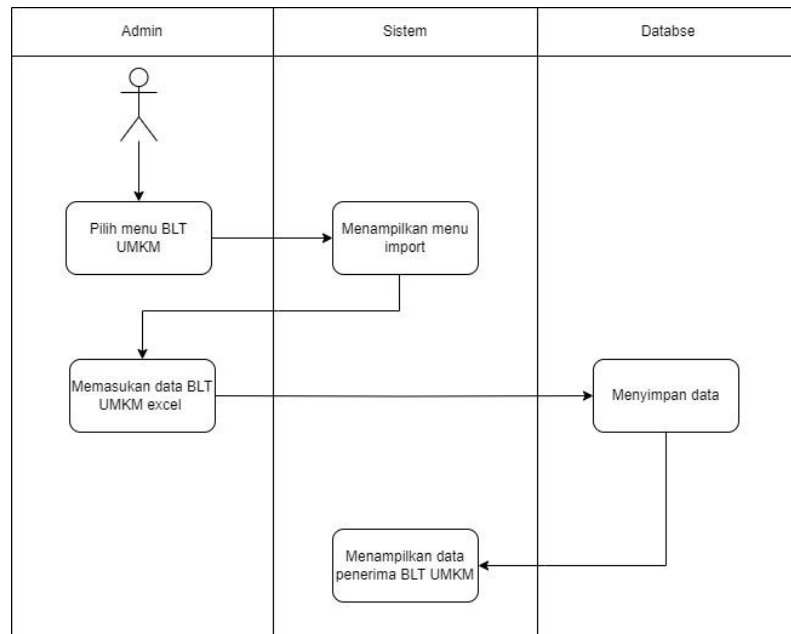 Admin
Sistem
Databse
Pilih menu BLT
UMKM
Menampilkan menu
import
Memasukan data BLT
UMKM excel
Menyimpan data
Menampilkan data
penerima BLT UMKM